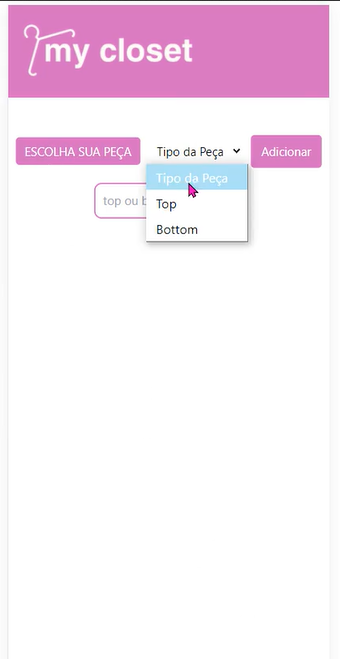 my closet
ESCOLHA SUA PEÇA
Tipo da Peça
Adicionar
Tipo da Peça
Top
Bottom
top ou